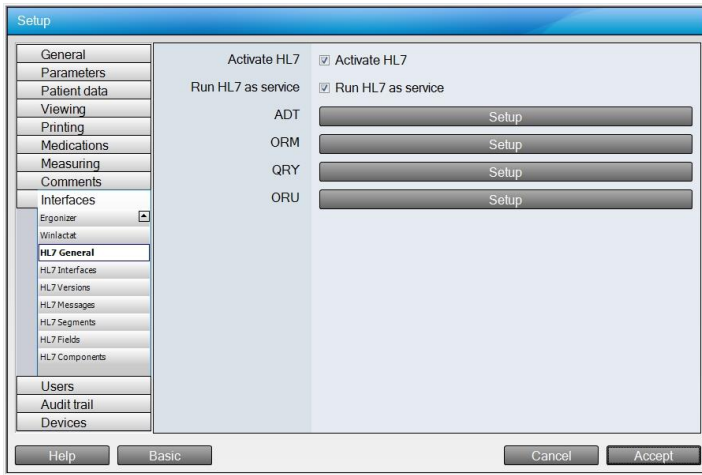 Setup
General
Parameters
Patient data
Viewing
Printing
Medications
Measuring
Comments
Interfaces
Ergonizer
Winlactat
HL7 General
HL7 Interfaces
HL7 Versions
HL7 Messages
HL7 Segments
HL7 Fields
HL7 Components
Users
Audit trail
Devices
Activate HL7 Activate HL7
Run HL7 as service Run HL7 as service
ADT Setup
ORM Setup
QRY Setup
ORU Setup
Help Basic Cancel Accept